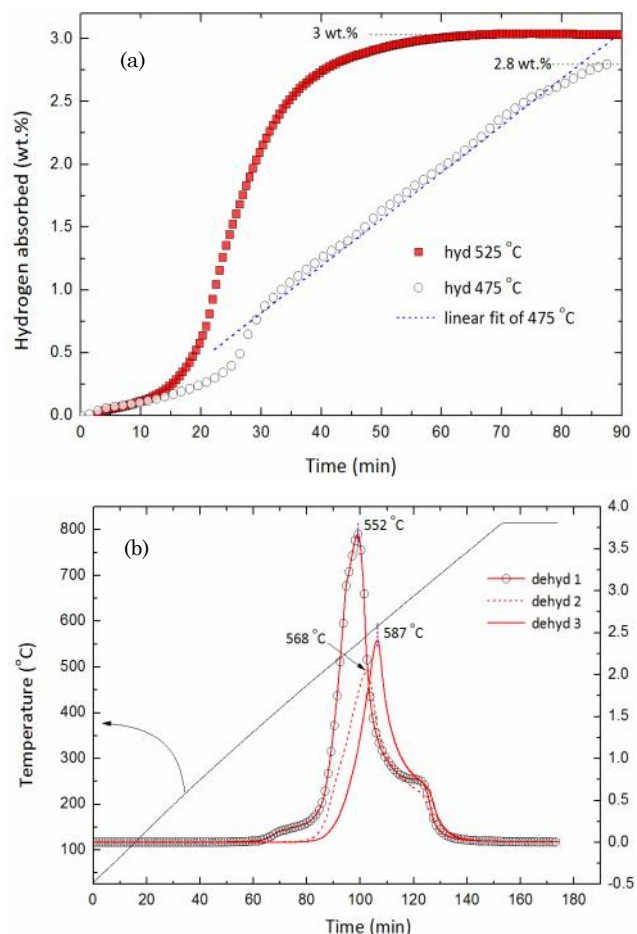 (a)
3 wt.%
2.8 wt.%
Hydrogen absorbed (wt.%)
3.0
2.5
2.0
1.5
1.0
0.5
0.0
hyd 525 °C
hyd 475 °C
linear fit of 475 °C
0 10 20 30 40 50 60 70 80 90
Time (min)
(b)
552 °C
568 °C
587 °C
dehyd 1
dehyd 2
dehyd 3
Temperature (°C)
800
700
600
500
400
300
200
100
4.0
3.5
3.0
2.5
2.0
1.5
1.0
0.5
0.0
-0.5
0 20 40 60 80 100 120 140 160 180
Time (min)